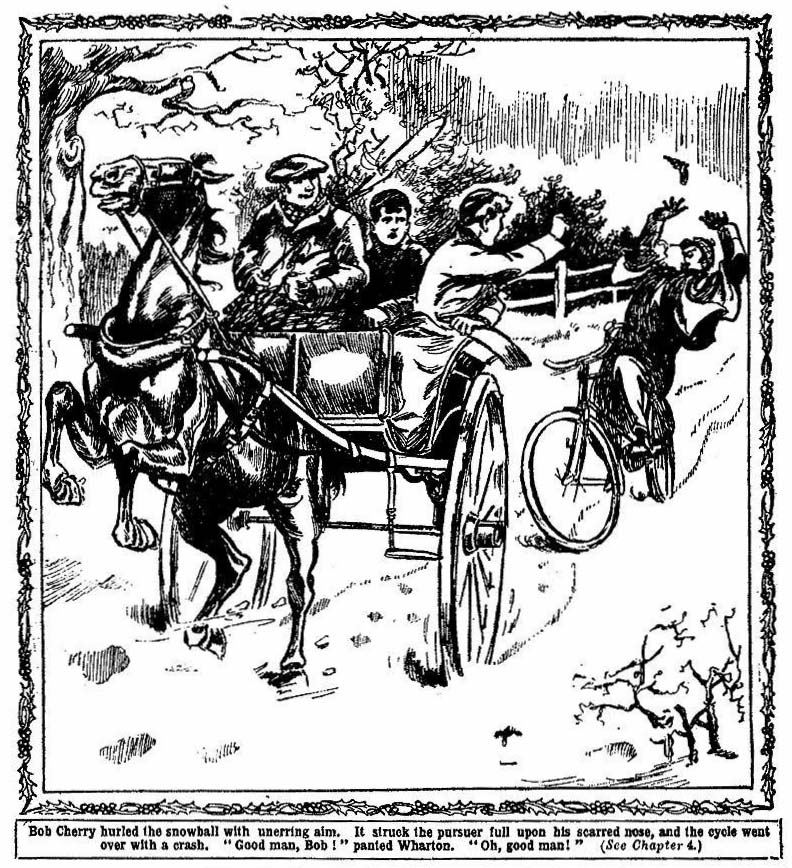 Bob Cherry hurled the snowball with unerring aim. It struck the pursuer full upon his scarred nose, and the cycle went
over with a crash. "Good man, Bob!" panted Wharton. "Oh, good man!" (See Chapter 4.)